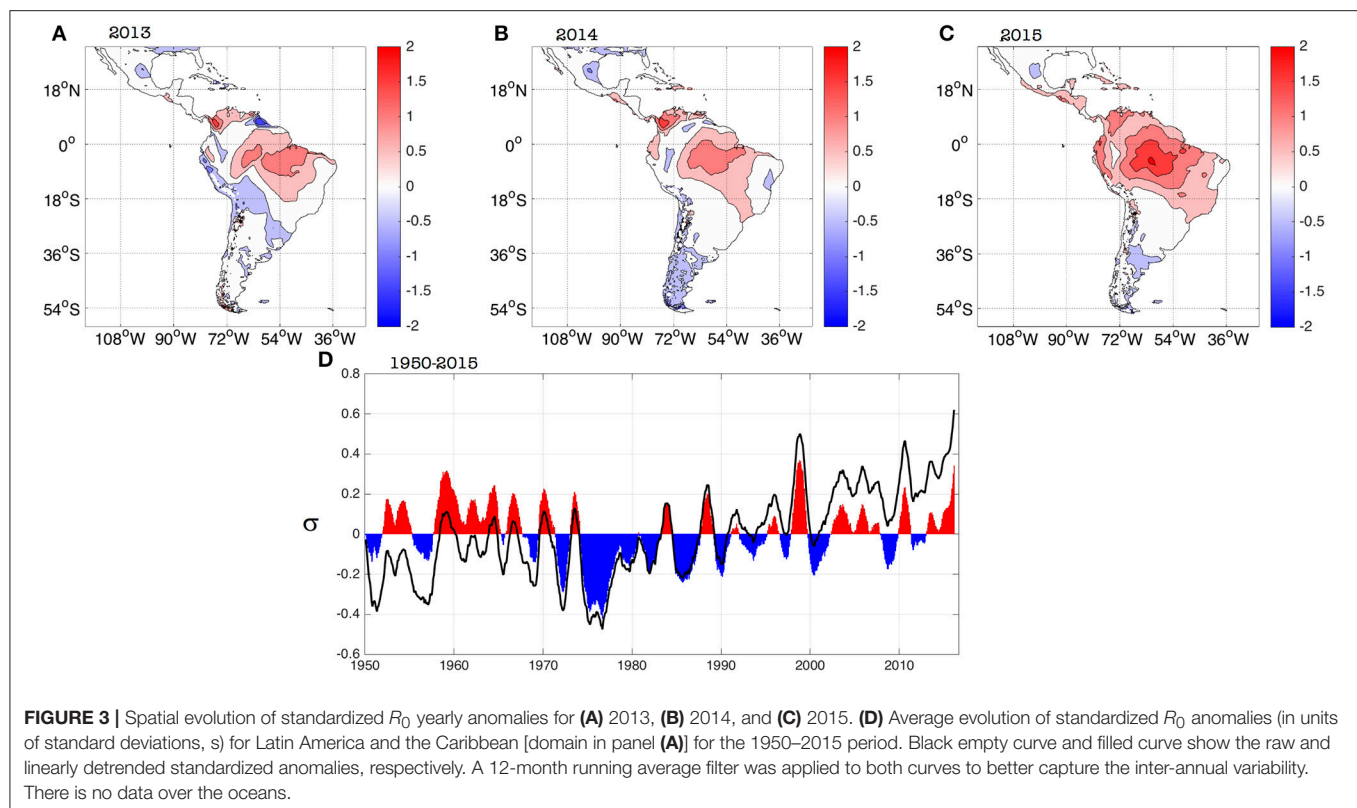 A 2013
B 2014
C 2015
18°N
0°
18°S
36°S
54°S
108°W 90°W 72°W 54°W 36°W
2
1.5
1
0.5
0
-0.5
-1
-1.5
-2
18°N
0°
18°S
36°S
54°S
108°W 90°W 72°W 54°W 36°W
2
1.5
1
0.5
0
-0.5
-1
-1.5
-2
18°N
0°
18°S
36°S
54°S
108°W 90°W 72°W 54°W 36°W
2
1.5
1
0.5
0
-0.5
-1
-1.5
-2
D 1950-2015
0.8
0.6
0.4
0.2
0
-0.2
-0.4
-0.6
σ
1950 1960 1970 1980 1990 2000 2010
FIGURE 3 | Spatial evolution of standardized R0 yearly anomalies for (A) 2013, (B) 2014, and (C) 2015. (D) Average evolution of standardized R0 anomalies (in units
of standard deviations, s) for Latin America and the Caribbean [domain in panel (A)] for the 1950–2015 period. Black empty curve and filled curve show the raw and
linearly detrended standardized anomalies, respectively. A 12-month running average filter was applied to both curves to better capture the inter-annual variability.
There is no data over the oceans.